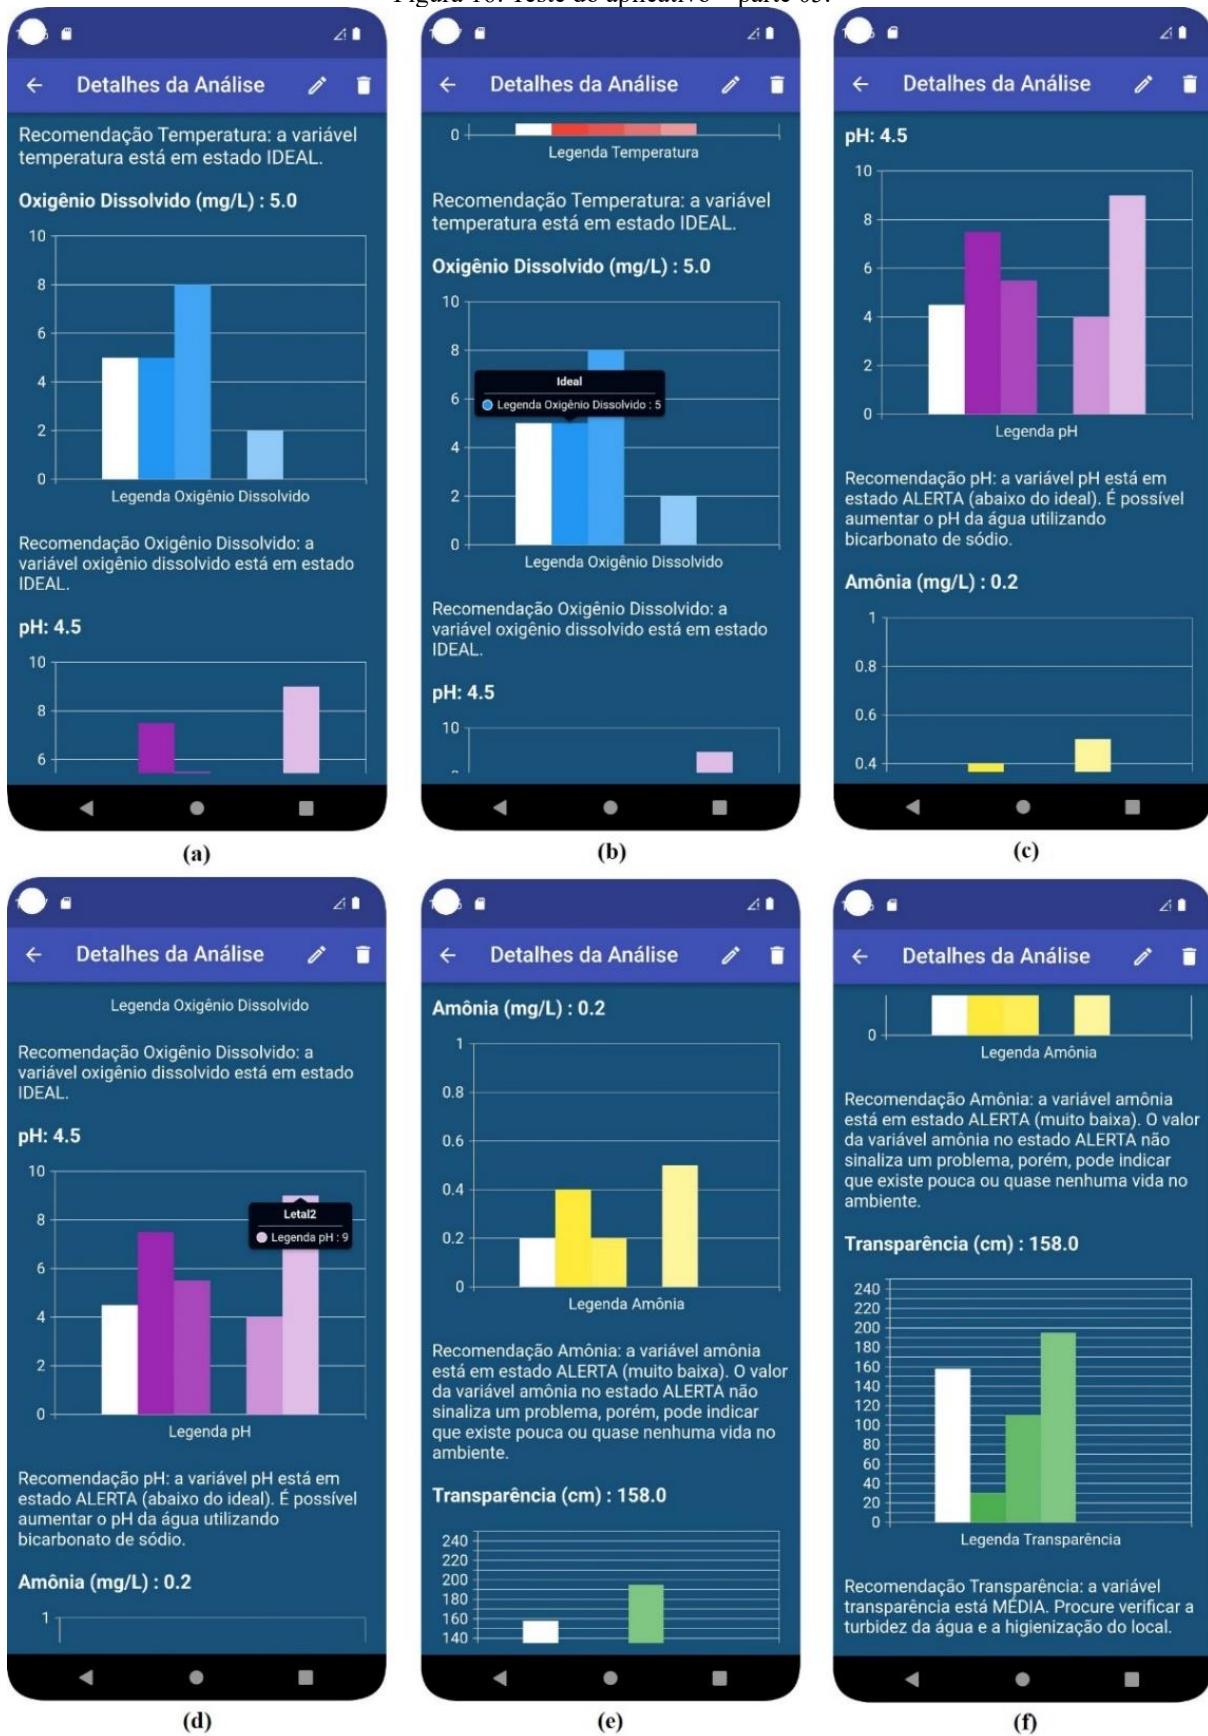 Detalhes da Análise
Recomendação Temperatura: a variável
temperatura está em estado IDEAL.
Oxigênio Dissolvido (mg/L) : 5.0
10
8
6
4
2
0
Legenda Oxigênio Dissolvido
Recomendação Oxigênio Dissolvido: a
variável oxigênio dissolvido está em estado
IDEAL.
pH: 4.5
10
8
6
(a)
Detalhes da Análise
0
Legenda Temperatura
Recomendação Temperatura: a variável
temperatura está em estado IDEAL.
Oxigênio Dissolvido (mg/L) : 5.0
10
8
Ideal
6
Legenda Oxigênio Dissolvido : 5
4
2
0
Legenda Oxigênio Dissolvido
Recomendação Oxigênio Dissolvido: a
variável oxigênio dissolvido está em estado
IDEAL.
pH: 4.5
10
(b)
Detalhes da Análise
pH: 4.5
10
8
6
4
2
0
Legenda pH
Recomendação pH: a variável pH está em
estado ALERTA (abaixo do ideal). É possível
aumentar o pH da água utilizando
bicarbonato de sódio.
Amônia (mg/L) : 0.2
1
0.8
0.6
0.4
(c)
Detalhes da Análise
Legenda Oxigênio Dissolvido
Recomendação Oxigênio Dissolvido: a
variável oxigênio dissolvido está em estado
IDEAL.
pH: 4.5
10
8
Letal2
Legenda pH : 9
6
4
2
0
Legenda pH
Recomendação pH: a variável pH está em
estado ALERTA (abaixo do ideal). É possível
aumentar o pH da água utilizando
bicarbonato de sódio.
Amônia (mg/L) : 0.2
1
(d)
Detalhes da Análise
Amônia (mg/L) : 0.2
1
0.8
0.6
0.4
0.2
0
Legenda Amônia
Recomendação Amônia: a variável amônia
está em estado ALERTA (muito baixa). O valor
da variável amônia no estado ALERTA não
sinaliza um problema, porém, pode indicar
que existe pouca ou quase nenhuma vida no
ambiente.
Transparência (cm) : 158.0
240
220
200
180
160
140
(e)
Detalhes da Análise
0
Legenda Amônia
Recomendação Amônia: a variável amônia
está em estado ALERTA (muito baixa). O valor
da variável amônia no estado ALERTA não
sinaliza um problema, porém, pode indicar
que existe pouca ou quase nenhuma vida no
ambiente.
Transparência (cm) : 158.0
240
220
200
180
160
140
120
100
80
60
40
20
0
Legenda Transparência
Recomendação Transparência: a variável
transparência está MÉDIA. Procure verificar a
turbidez da água e a higienização do local.
(f)